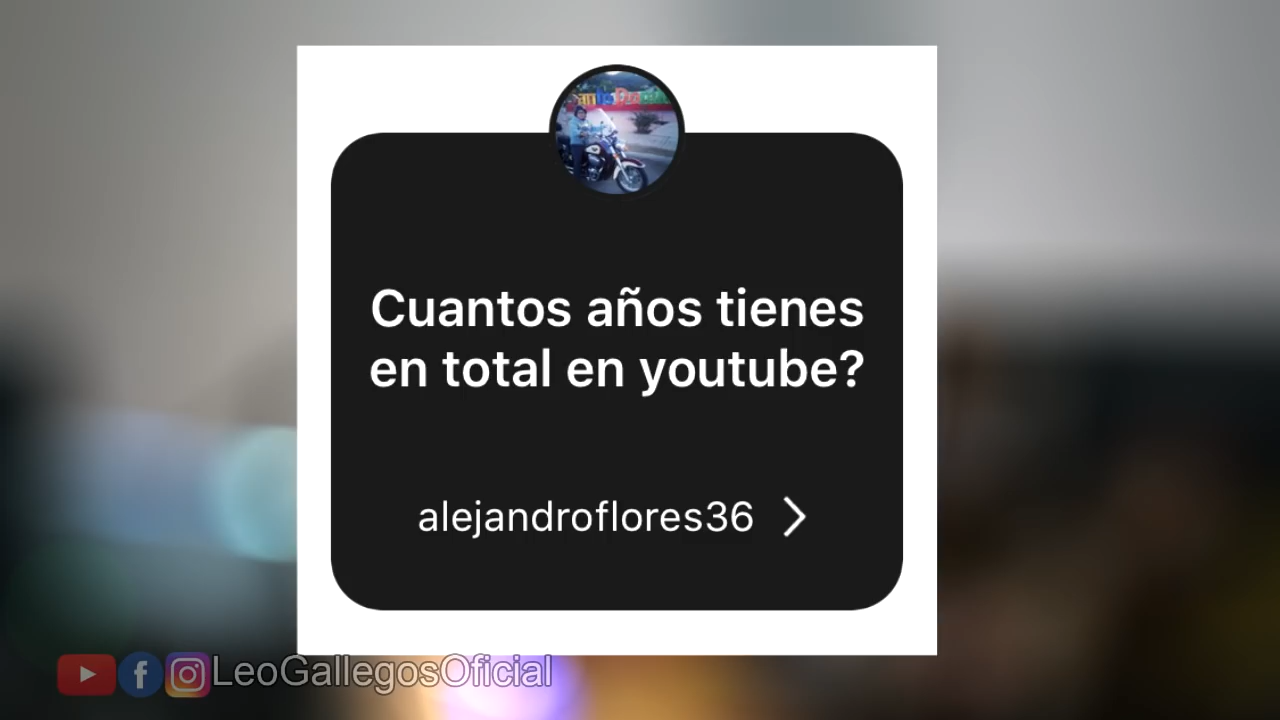 Cuantos años tienes
en total en youtube?
alejandroflores36
LeoGallegosOficial